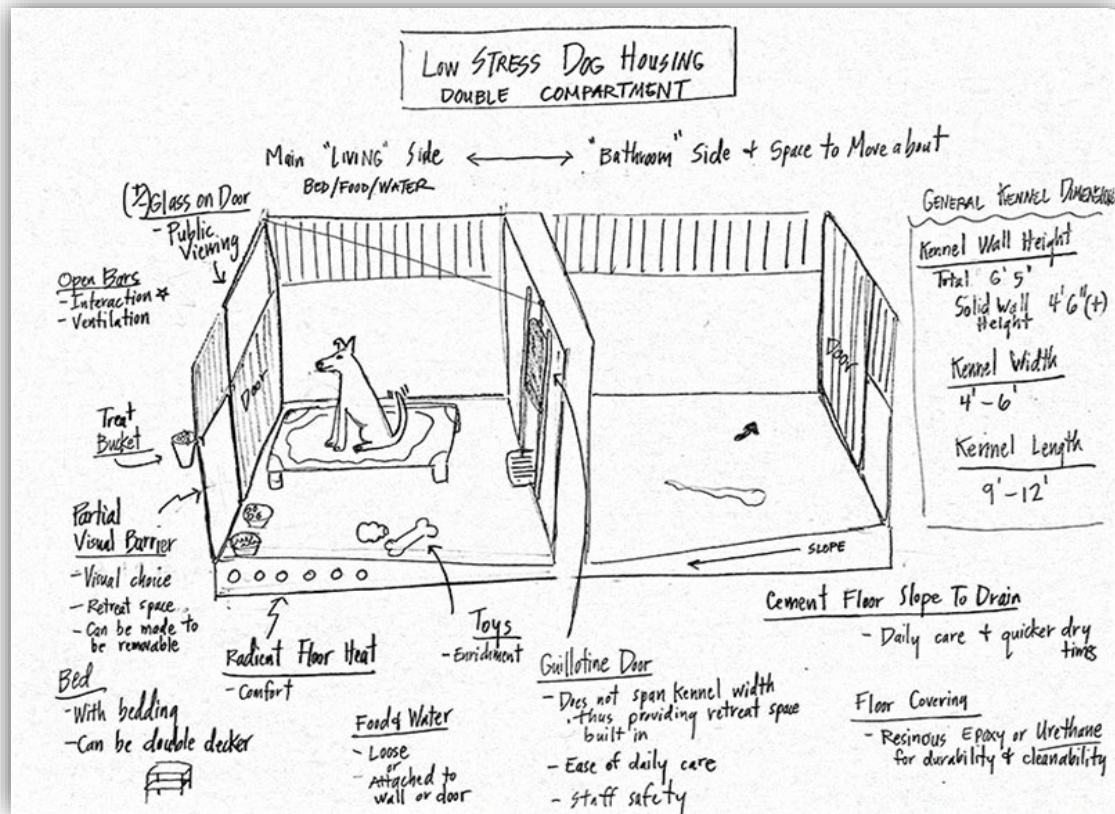 Low Stress Dog Housing
Double Compartment
Main "Living" Side
Bed/Food/Water
"Bathroom" Side + Space to Move about
(½) Glass on Door
- Public Viewing
Open Bars
- Interaction ☆
- Ventilation
Treat
Bucket
Partial
Visual Barrier
- Visual choice
- Retreat space
- Can be made to
be removable
Bed
- With bedding
- Can be double decker
Door
Door
Radient Floor Heat
- Comfort
Toys
- Enrichment
Food & Water
- Loose
or
- Attached to
wall or door
Guillotine Door
- Does not span kennel width
thus providing retreat space
built in
- Ease of daily care
- Staff safety
SLOPE
Cement Floor Slope To Drain
- Daily care + quicker dry
times
Floor Covering
- Resinous Epoxy or Urethane
for durability & cleanability
General Kennel Dimensions
Kennel Wall Height
Total 6' 5'
Solid Wall 4' 6" (+)
Height
Kennel Width
4' - 6'
Kennel Length
9' - 12'